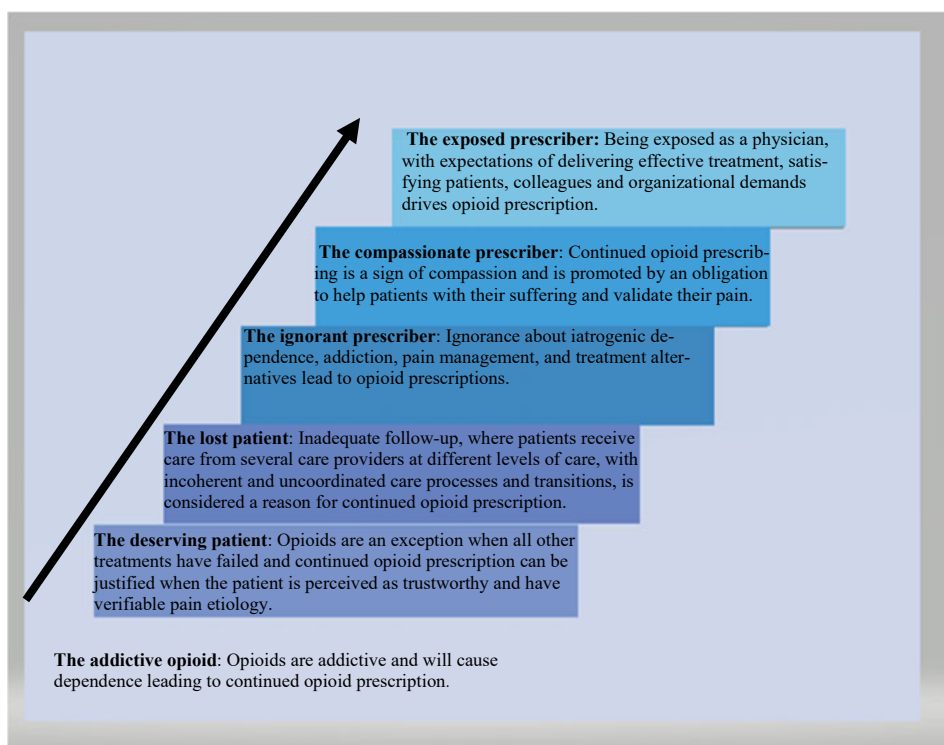 The exposed prescriber: Being exposed as a physician,
with expectations of delivering effective treatment, satis-
fying patients, colleagues and organizational demands
drives opioid prescription.
The compassionate prescriber: Continued opioid prescrib-
ing is a sign of compassion and is promoted by an obligation
to help patients with their suffering and validate their pain.
The ignorant prescriber: Ignorance about iatrogenic de-
pendence, addiction, pain management, and treatment alter-
natives lead to opioid prescriptions.
The lost patient: Inadequate follow-up, where patients receive
care from several care providers at different levels of care, with
incoherent and uncoordinated care processes and transitions, is
considered a reason for continued opioid prescription.
The deserving patient: Opioids are an exception when all other
treatments have failed and continued opioid prescription can be
justified when the patient is perceived as trustworthy and have
verifiable pain etiology.
The addictive opioid: Opioids are addictive and will cause
dependence leading to continued opioid prescription.